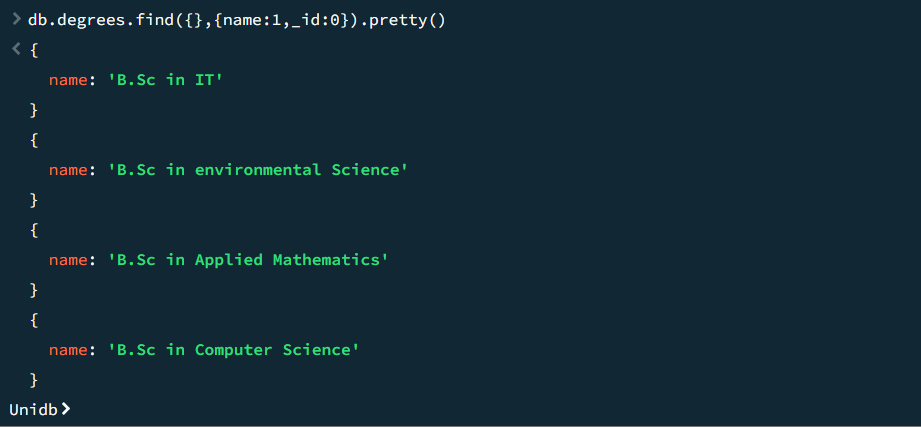 > db.degrees.find({},{name:1,_id:0}).pretty()
< {
name: 'B.Sc in IT'
}
{
name: 'B.Sc in environmental Science'
}
{
name: 'B.Sc in Applied Mathematics'
}
{
name: 'B.Sc in Computer Science'
}
Unidb>